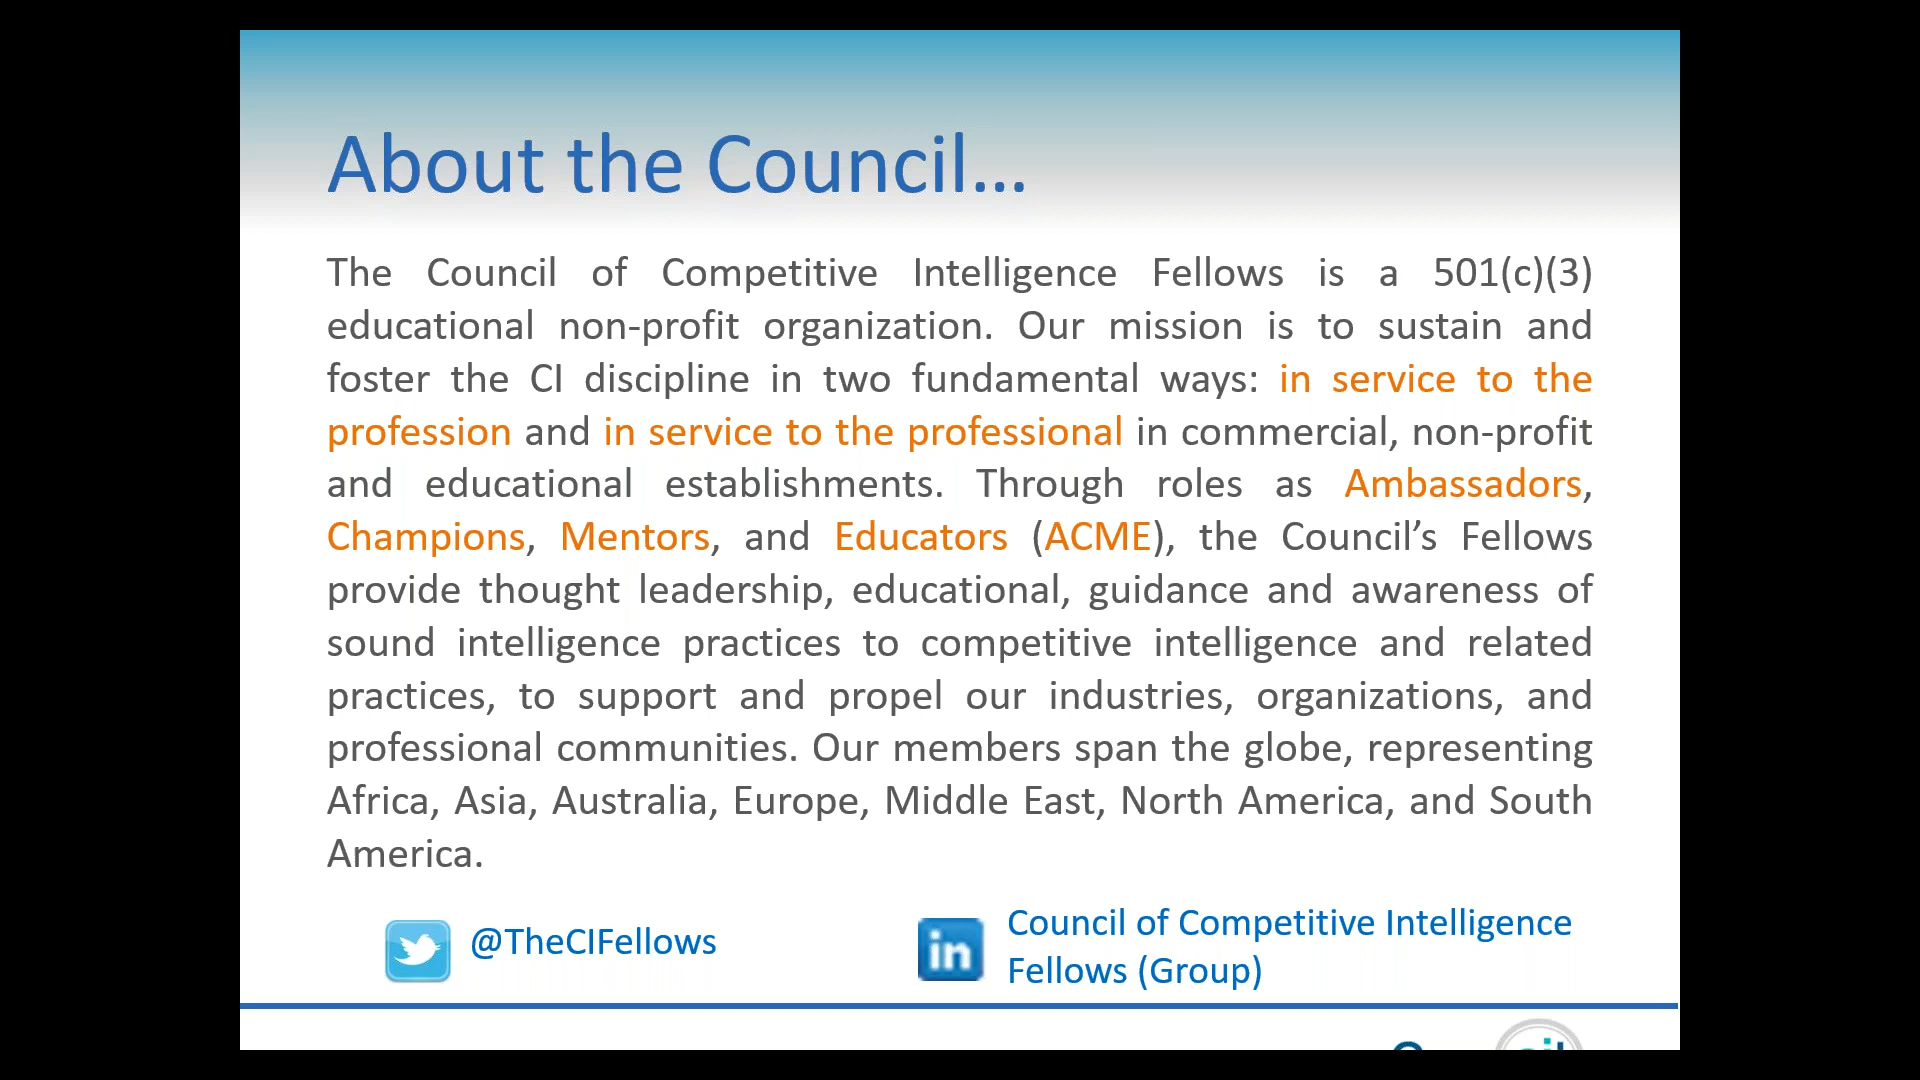 About the Council...
The Council of Competitive Intelligence Fellows is a 501(c)(3)
educational non-profit organization. Our mission is to sustain and
foster the CI discipline in two fundamental ways: in service to the
profession and in service to the professional in commercial, non-profit
and educational establishments. Through roles as Ambassadors,
Champions, Mentors, and Educators (ACME), the Council’s Fellows
provide thought leadership, educational, guidance and awareness of
sound intelligence practices to competitive intelligence and related
practices, to support and propel our industries, organizations, and
professional communities. Our members span the globe, representing
Africa, Asia, Australia, Europe, Middle East, North America, and South
America.
@TheCIFellows
in
Council of Competitive Intelligence
Fellows (Group)